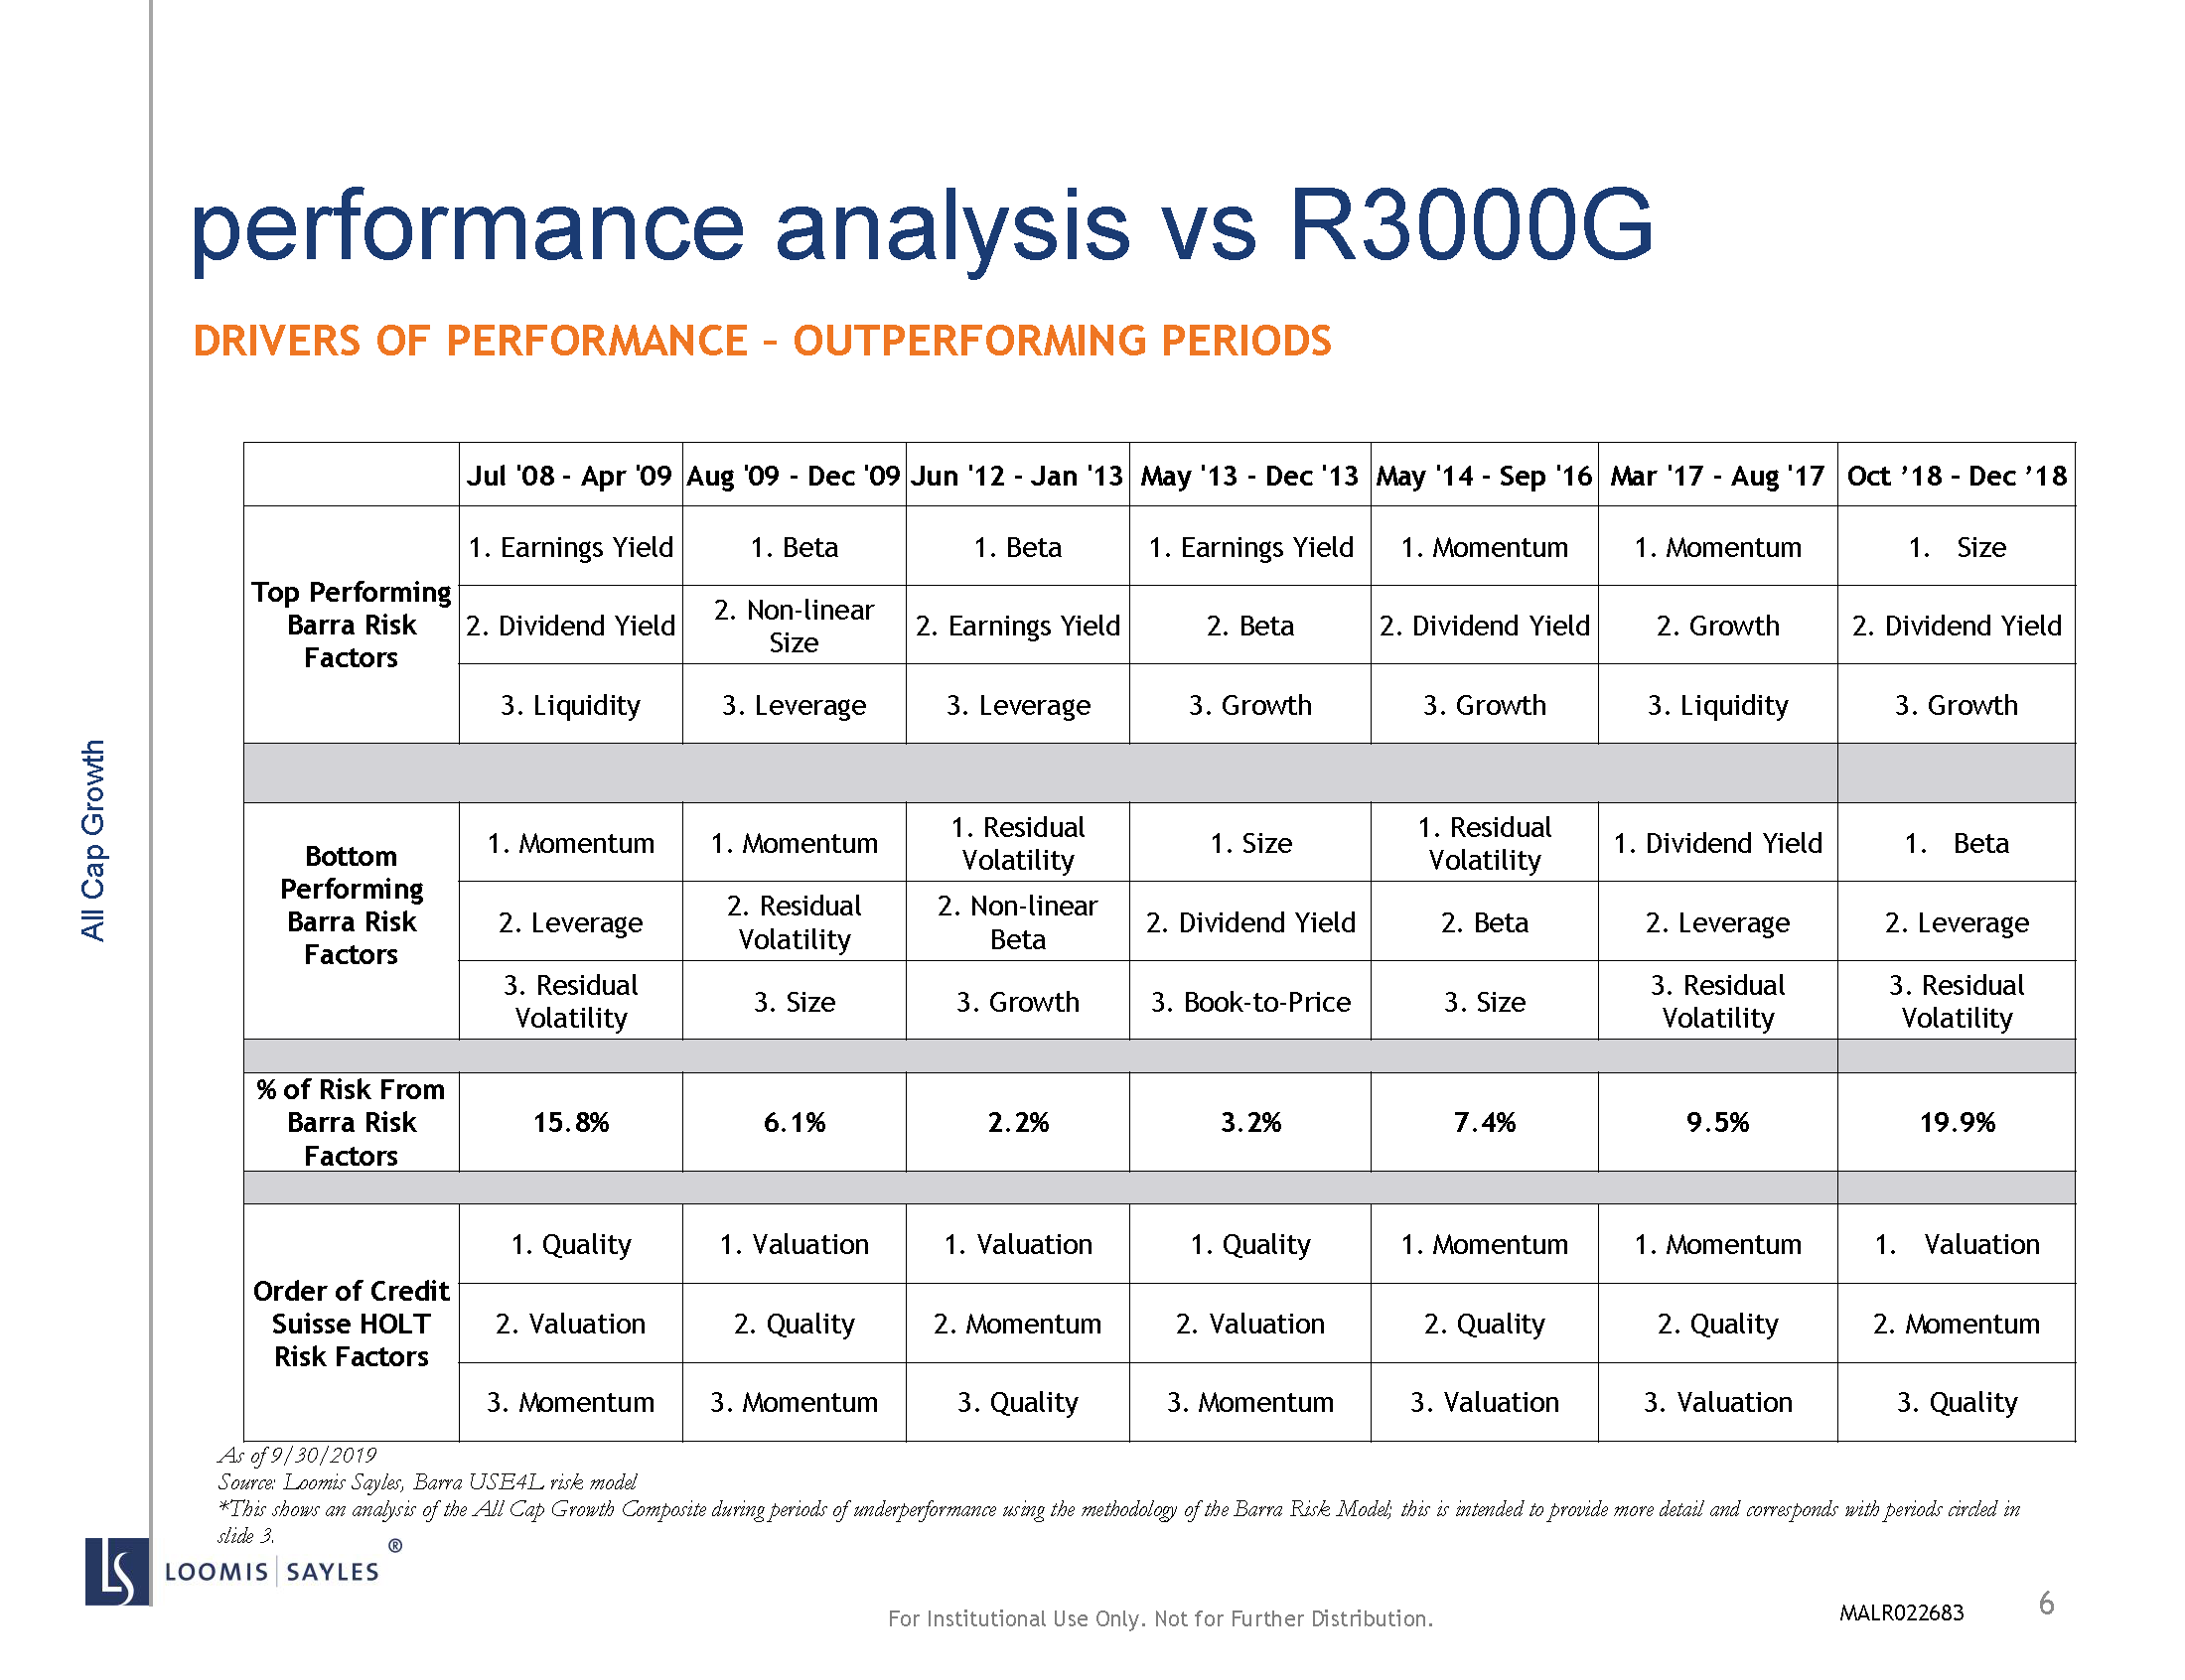 performance analysis vs R3000G
DRIVERS OF PERFORMANCE – OUTPERFORMING PERIODS
All Cap Growth
Jul '08 - Apr '09 Aug '09 - Dec '09 Jun '12 - Jan '13 May '13 - Dec '13 May '14 - Sep '16 Mar '17 - Aug '17 Oct ’18 - Dec ’18
Top Performing
Barra Risk
Factors
1. Earnings Yield 1. Beta 1. Beta 1. Earnings Yield 1. Momentum 1. Momentum 1. Size
2. Dividend Yield 2. Non-linear
Size 2. Earnings Yield 2. Beta 2. Dividend Yield 2. Growth 2. Dividend Yield
3. Liquidity 3. Leverage 3. Leverage 3. Growth 3. Growth 3. Liquidity 3. Growth
Bottom
Performing
Barra Risk
Factors
1. Momentum 1. Momentum 1. Residual
Volatility 1. Size 1. Residual
Volatility 1. Dividend Yield 1. Beta
2. Leverage 2. Residual
Volatility 2. Non-linear
Beta 2. Dividend Yield 2. Beta 2. Leverage 2. Leverage
3. Residual
Volatility 3. Size 3. Growth 3. Book-to-Price 3. Size 3. Residual
Volatility 3. Residual
Volatility
% of Risk From
Barra Risk
Factors
15.8% 6.1% 2.2% 3.2% 7.4% 9.5% 19.9%
Order of Credit
Suisse HOLT
Risk Factors
1. Quality 1. Valuation 1. Valuation 1. Quality 1. Momentum 1. Momentum 1. Valuation
2. Valuation 2. Quality 2. Momentum 2. Valuation 2. Quality 2. Quality 2. Momentum
3. Momentum 3. Momentum 3. Quality 3. Momentum 3. Valuation 3. Valuation 3. Quality
As of 9/30/2019
Source: Loomis Sayles, Barra USE4L risk model
*This shows an analysis of the All Cap Growth Composite during periods of underperformance using the methodology of the Barra Risk Model; this is intended to provide more detail and corresponds with periods circled in
slide 3.
LS LOOMIS | SAYLES ®
For Institutional Use Only. Not for Further Distribution.
MALR022683
6